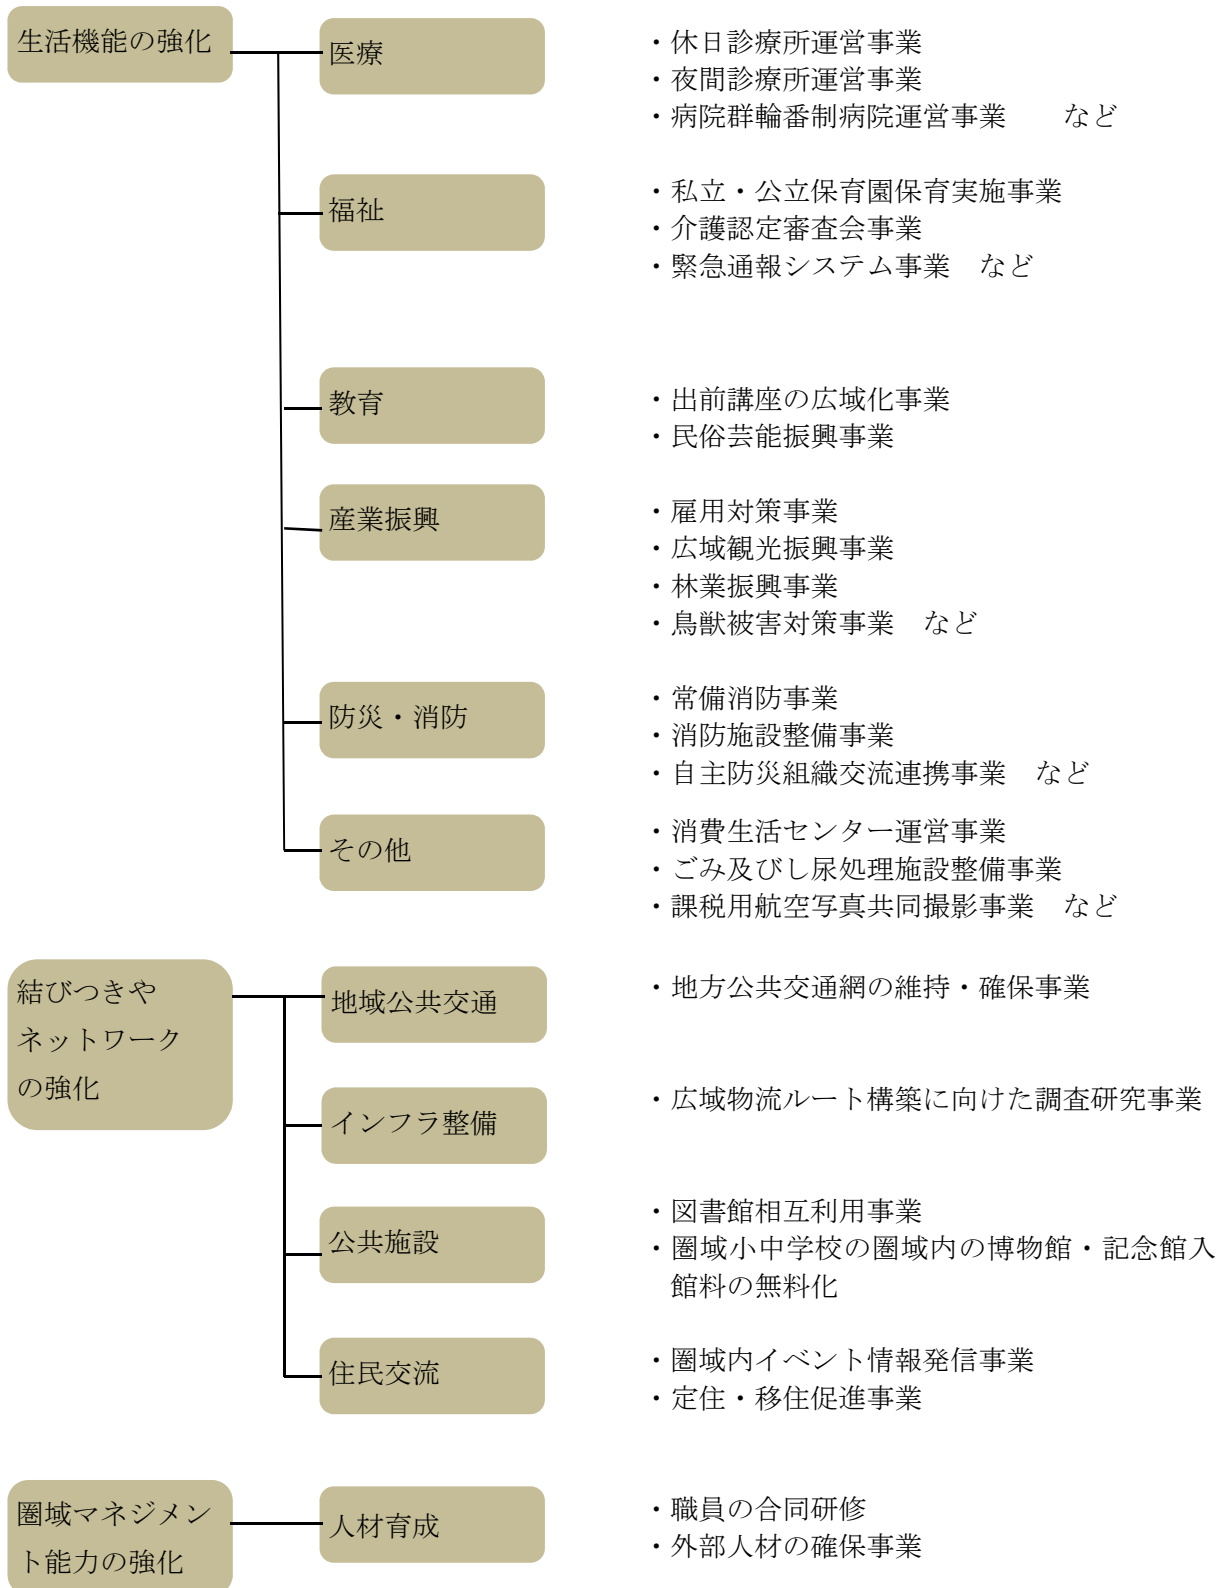 生活機能の強化
医療
・休日診療所運営事業
・夜間診療所運営事業
・病院群輪番制病院運営事業　　など
福祉
・私立・公立保育園保育実施事業
・介護認定審査会事業
・緊急通報システム事業　など
教育
・出前講座の広域化事業
・民俗芸能振興事業
産業振興
・雇用対策事業
・広域観光振興事業
・林業振興事業
・鳥獣被害対策事業　など
防災・消防
・常備消防事業
・消防施設整備事業
・自主防災組織交流連携事業　など
その他
・消費生活センター運営事業
・ごみ及びし尿処理施設整備事業
・課税用航空写真共同撮影事業　など
結びつきや
ネットワーク
の強化
地域公共交通
・地方公共交通網の維持・確保事業
インフラ整備
・広域物流ルート構築に向けた調査研究事業
公共施設
・図書館相互利用事業
・圏域小中学校の圏域内の博物館・記念館入
館料の無料化
住民交流
・圏域内イベント情報発信事業
・定住・移住促進事業
圏域マネジメン
ト能力の強化
人材育成
・職員の合同研修
・外部人材の確保事業